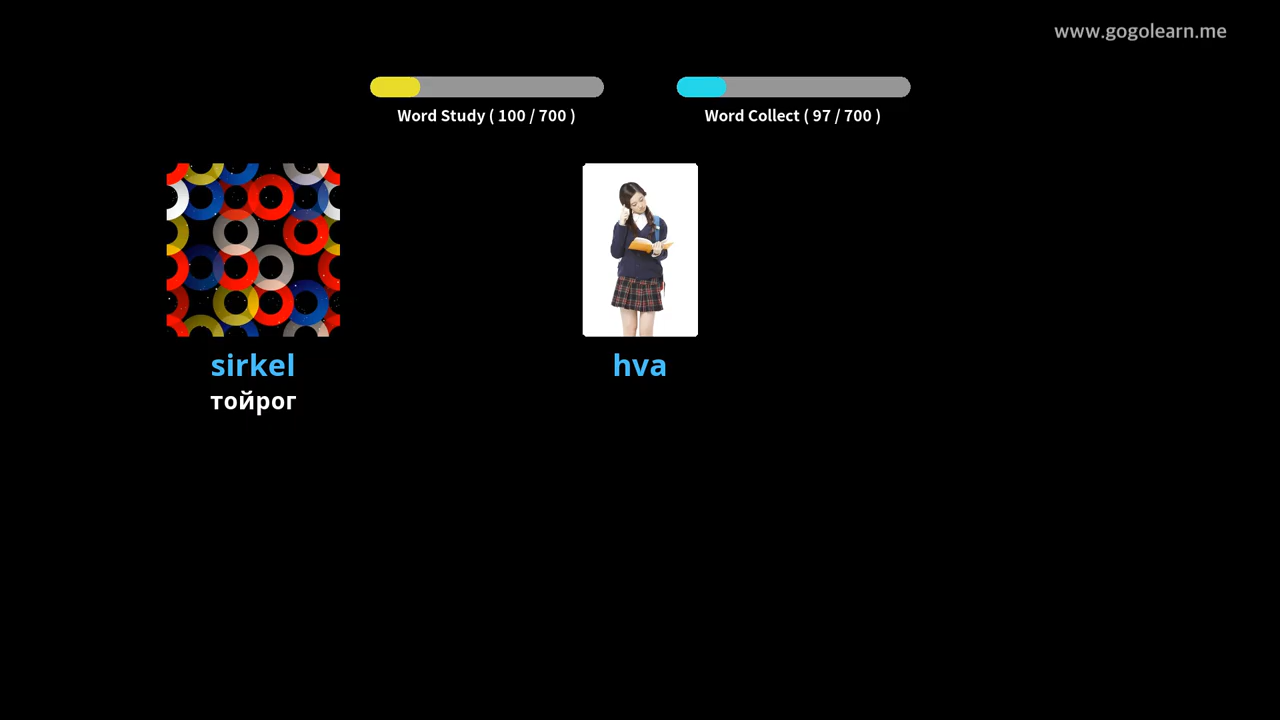 www.gogolearn.me
Word Study ( 100 / 700 )
Word Collect ( 97 / 700 )
sirkel
тойрог
hva